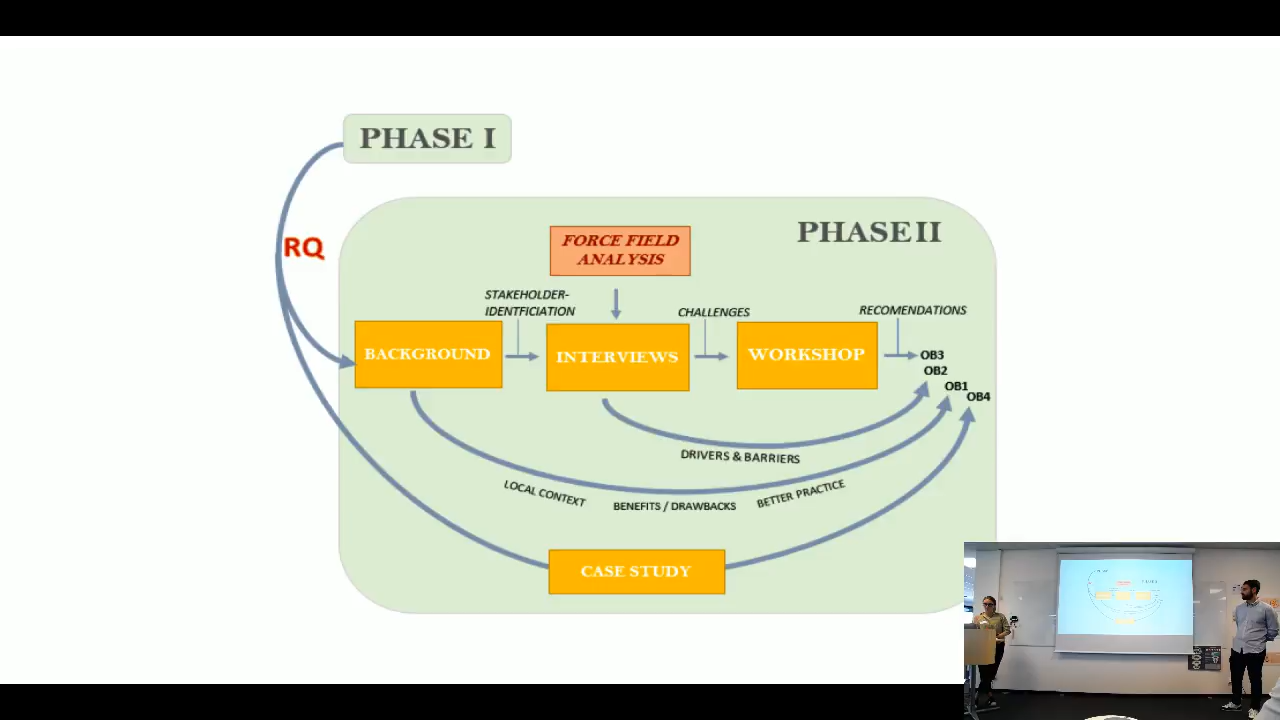 PHASE I
RQ
PHASE II
FORCE FIELD
ANALYSIS
STAKEHOLDER-
IDENTFICIATION
CHALLENGES
RECOMENDATIONS
BACKGROUND
INTERVIEWS
WORKSHOP
OB3
OB2
OB1
OB4
DRIVERS & BARRIERS
LOCAL CONTEXT
BENEFITS / DRAWBACKS
BETTER PRACTICE
CASE STUDY